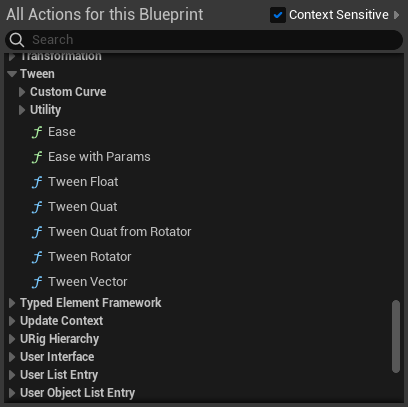 All Actions for this Blueprint
Context Sensitive
Search
Transformation
Tween
Custom Curve
Utility
Ease
Ease with Params
Tween Float
Tween Quat
Tween Quat from Rotator
Tween Rotator
Tween Vector
Typed Element Framework
Update Context
URig Hierarchy
User Interface
User List Entry
User Object List Entry